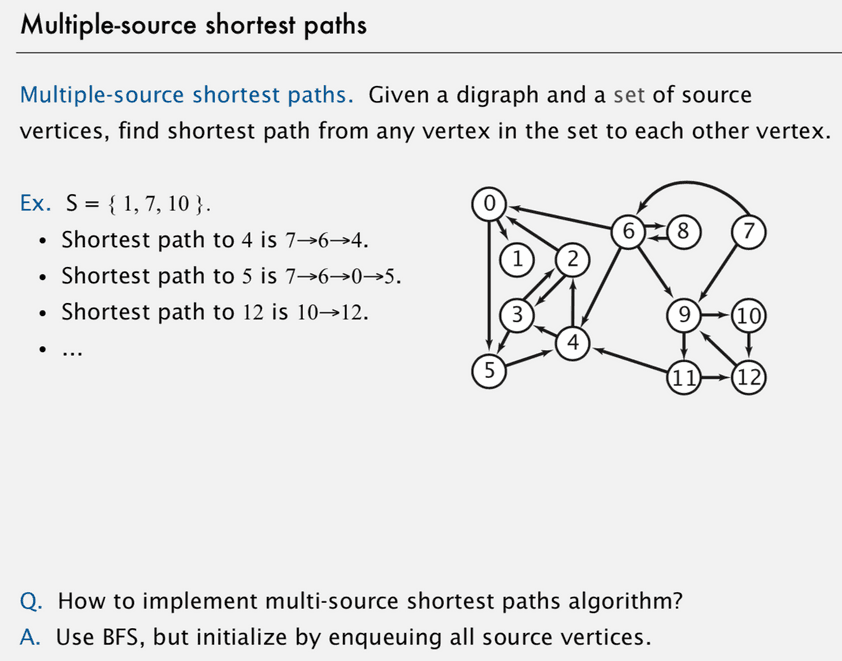 Multiple-source shortest paths
Multiple-source shortest paths. Given a digraph and a set of source
vertices, find shortest path from any vertex in the set to each other vertex.
Ex. S = { 1, 7, 10 }.
• Shortest path to 4 is 7→6→4.
• Shortest path to 5 is 7→6→0→5.
• Shortest path to 12 is 10→12.
• ...
0
6 8 7
1 2
3 9 10
4
5 11 12
Q. How to implement multi-source shortest paths algorithm?
A. Use BFS, but initialize by enqueuing all source vertices.